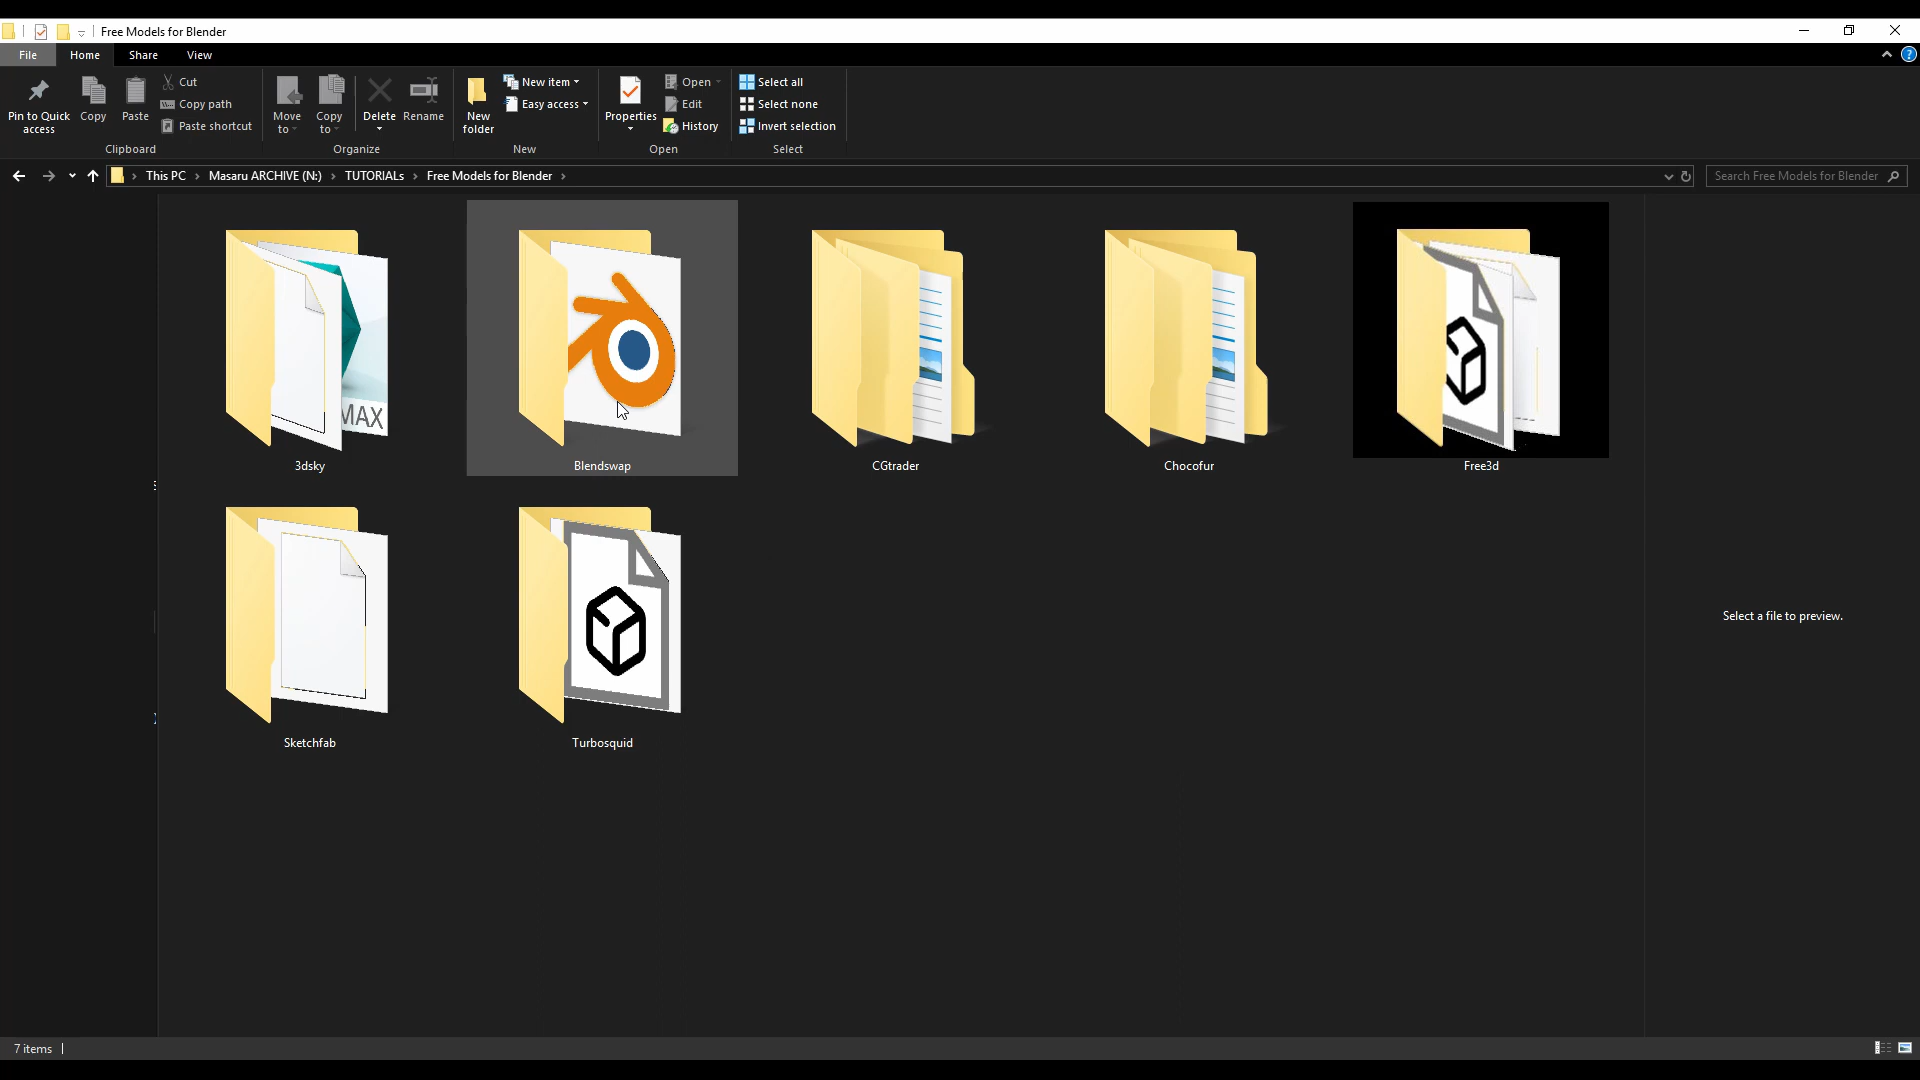 Free Models for Blender
File Home Share View
Pin to Quick access
Copy
Paste
Cut
Copy path
Paste shortcut
Clipboard
Move to
Copy to
Delete
Rename
Organize
New folder
New item
Easy access
New
Properties
Open
Edit
History
Open
Select all
Select none
Invert selection
Select
This PC > Masaru ARCHIVE (N:) > TUTORIALs > Free Models for Blender >
Search Free Models for Blender
MAX
3dsky
Blendswap
CGtrader
Chocofur
Free3d
Sketchfab
Turbosquid
Select a file to preview.
7 items